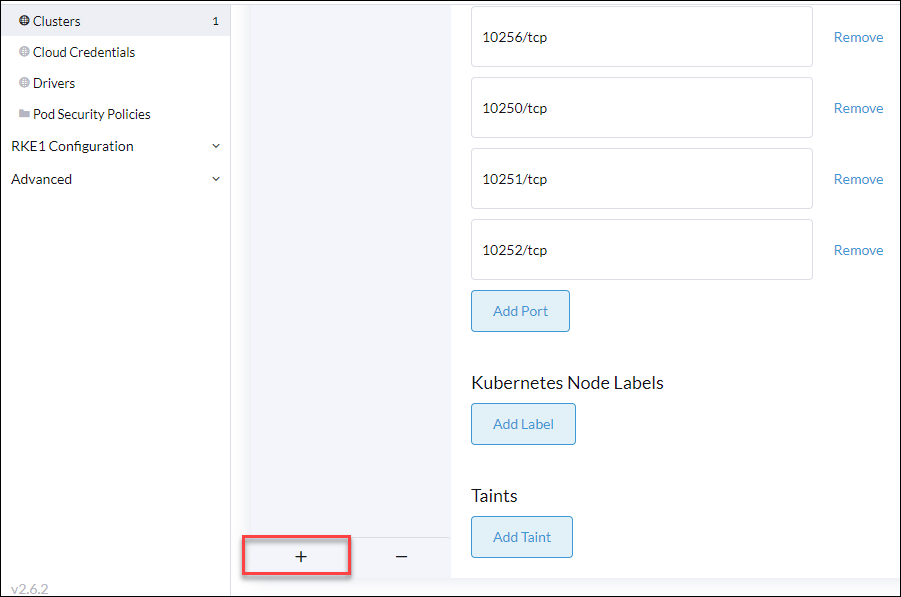 Clusters 1
Cloud Credentials
Drivers
Pod Security Policies
RKE1 Configuration
Advanced
v2.6.2
+ −
10256/tcp Remove
10250/tcp Remove
10251/tcp Remove
10252/tcp Remove
Add Port
Kubernetes Node Labels
Add Label
Taints
Add Taint